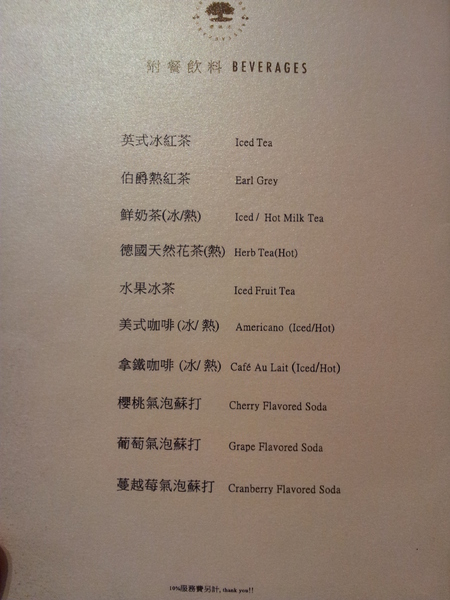 附餐飲料 BEVERAGES
英式冰紅茶 Iced Tea
伯爵熱紅茶 Earl Grey
鮮奶茶(冰/熱) Iced / Hot Milk Tea
德國天然花茶(熱) Herb Tea(Hot)
水果冰茶 Iced Fruit Tea
美式咖啡 (冰/ 熱) Americano (Iced/Hot)
拿鐵咖啡 (冰/ 熱) Café Au Lait (Iced/Hot)
櫻桃氣泡蘇打 Cherry Flavored Soda
葡萄氣泡蘇打 Grape Flavored Soda
蔓越莓氣泡蘇打 Cranberry Flavored Soda
10%服務費另計, thank you!!